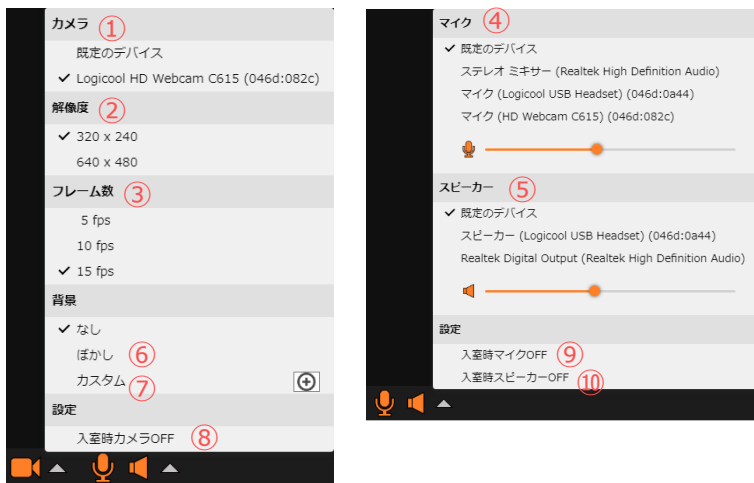 カメラ ①
既定のデバイス
✓ Logicool HD Webcam C615 (046d:082c)
解像度 ②
✓ 320 x 240
640 x 480
フレーム数 ③
5 fps
10 fps
✓ 15 fps
背景
✓ なし
ぼかし ⑥
カスタム ⑦
設定
入室時カメラOFF ⑧
マイク ④
✓ 既定のデバイス
ステレオ ミキサー (Realtek High Definition Audio)
マイク (Logicool USB Headset) (046d:0a44)
マイク (HD Webcam C615) (046d:082c)
スピーカー ⑤
✓ 既定のデバイス
スピーカー (Logicool USB Headset) (046d:0a44)
Realtek Digital Output (Realtek High Definition Audio)
設定
入室時マイクOFF ⑨
入室時スピーカーOFF ⑩